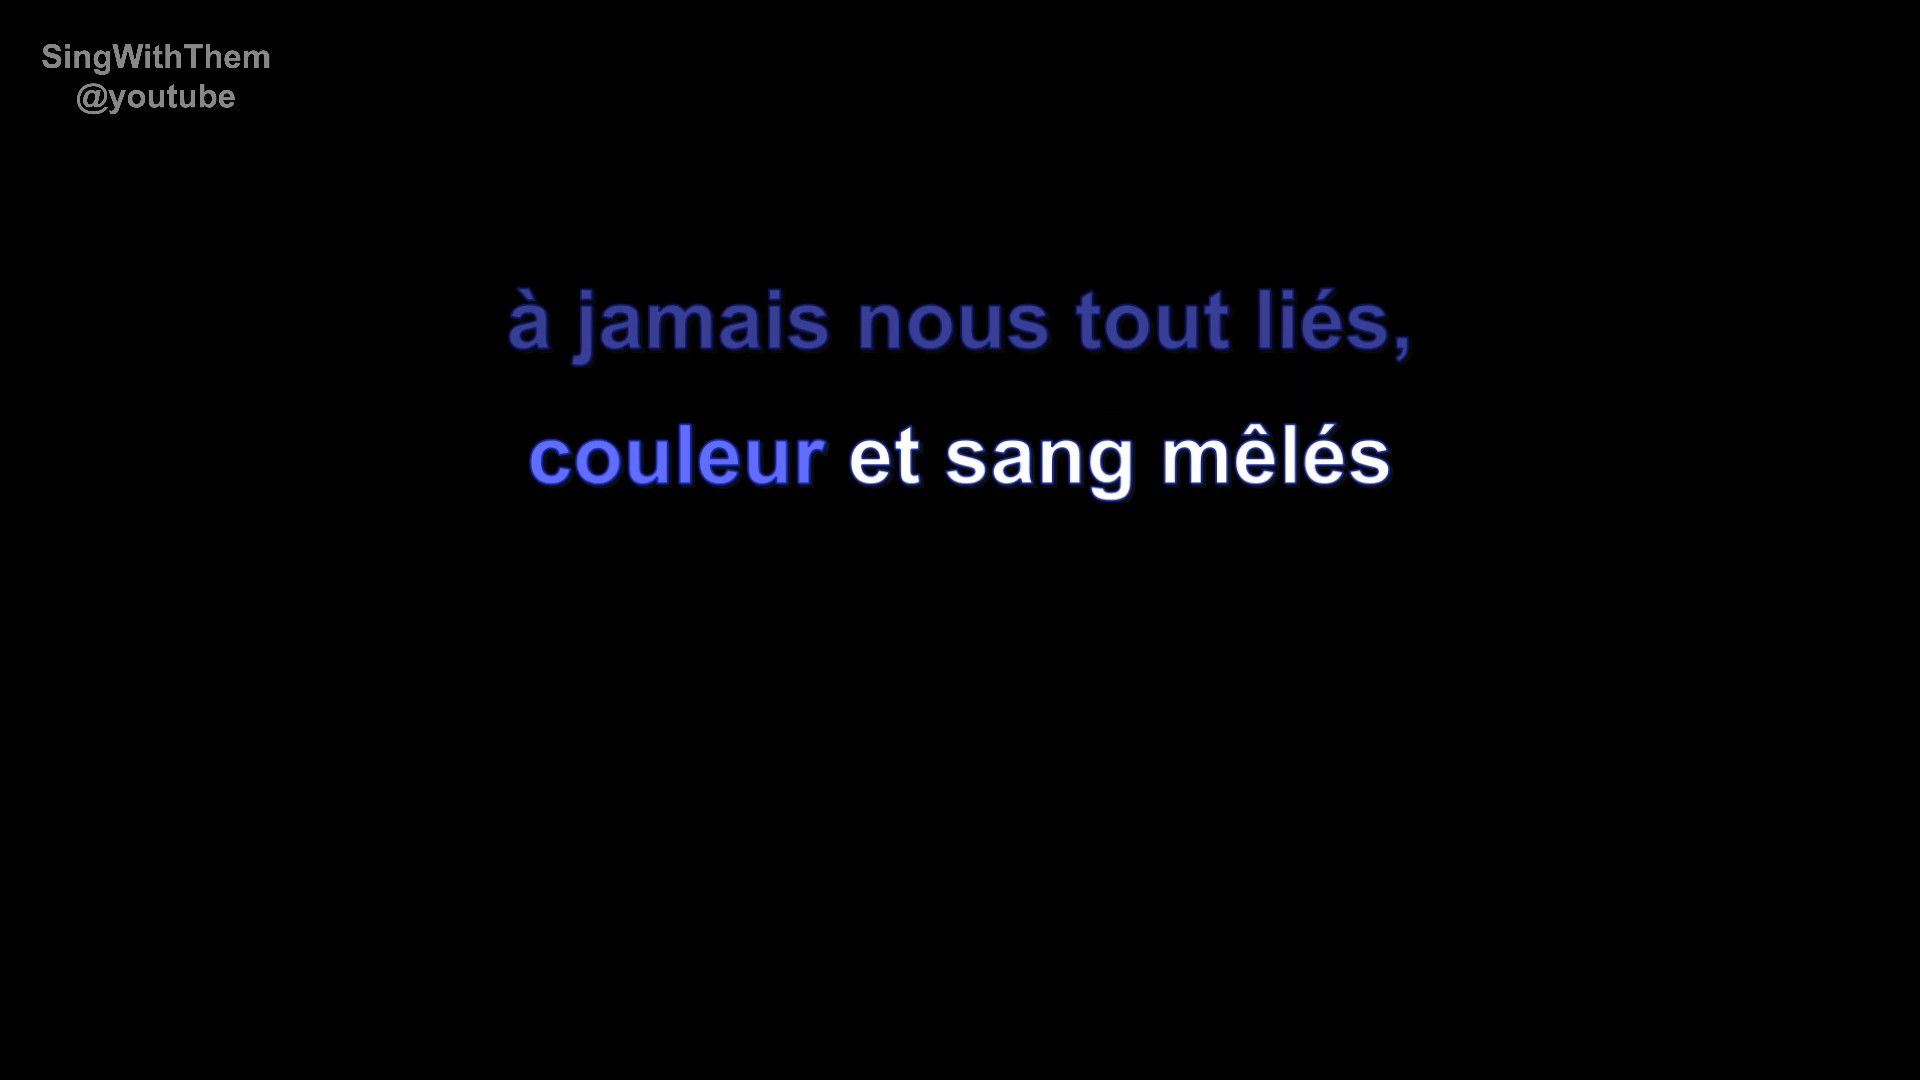 SingWithThem
@youtube
à jamais nous tout liés,
couleur et sang mêlés